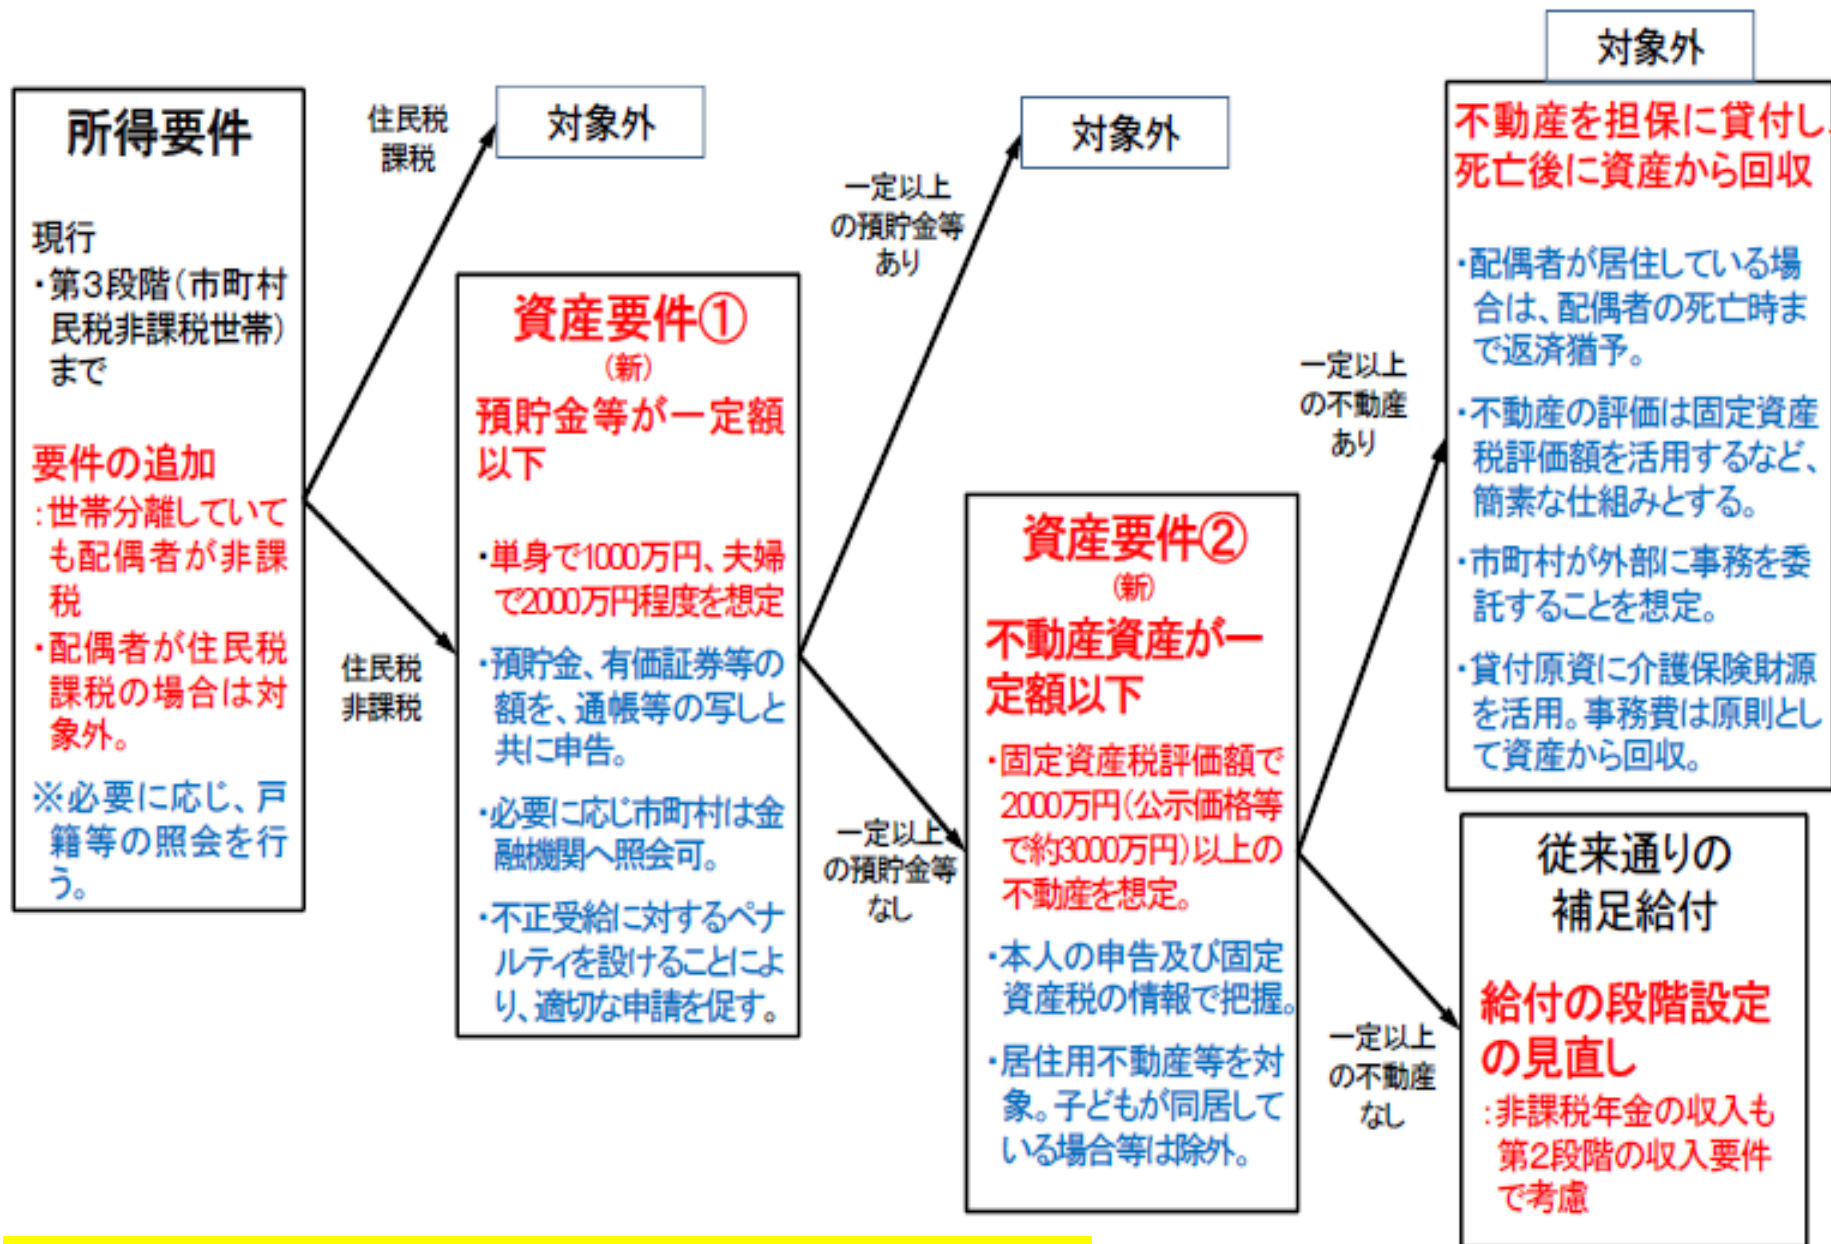 所得要件
現行
・第3段階(市町村
民税非課税世帯)
まで
要件の追加
:世帯分離していて
も配偶者が非課
税
・配偶者が住民税
課税の場合は対
象外。
※必要に応じ、戸
籍等の照会を行
う。
住民税
課税
対象外
住民税
非課税
資産要件①
(新)
預貯金等が一定額
以下
・単身で1000万円、夫婦
で2000万円程度を想定
・預貯金、有価証券等の
額を、通帳等の写しと
共に申告。
・必要に応じ市町村は金
融機関へ照会可。
・不正受給に対するペナ
ルティを設けることによ
り、適切な申請を促す。
一定以上
の預貯金等
あり
対象外
一定以上
の預貯金等
なし
資産要件②
(新)
不動産資産が一
定額以下
・固定資産税評価額で
2000万円(公示価格等
で約3000万円)以上の
不動産を想定。
・本人の申告及び固定
資産税の情報で把握。
・居住用不動産等を対
象。子どもが同居して
いる場合等は除外。
一定以上
の不動産
あり
対象外
不動産を担保に貸付し、
死亡後に資産から回収
・配偶者が居住している場
合は、配偶者の死亡時ま
で返済猶予。
・不動産の評価は固定資産
税評価額を活用するなど、
簡素な仕組みとする。
・市町村が外部に事務を委
託することを想定。
・貸付原資に介護保険財源
を活用。事務費は原則とし
て資産から回収。
一定以上
の不動産
なし
従来通りの
補足給付
給付の段階設定
の見直し
:非課税年金の収入も
第2段階の収入要件
で考慮